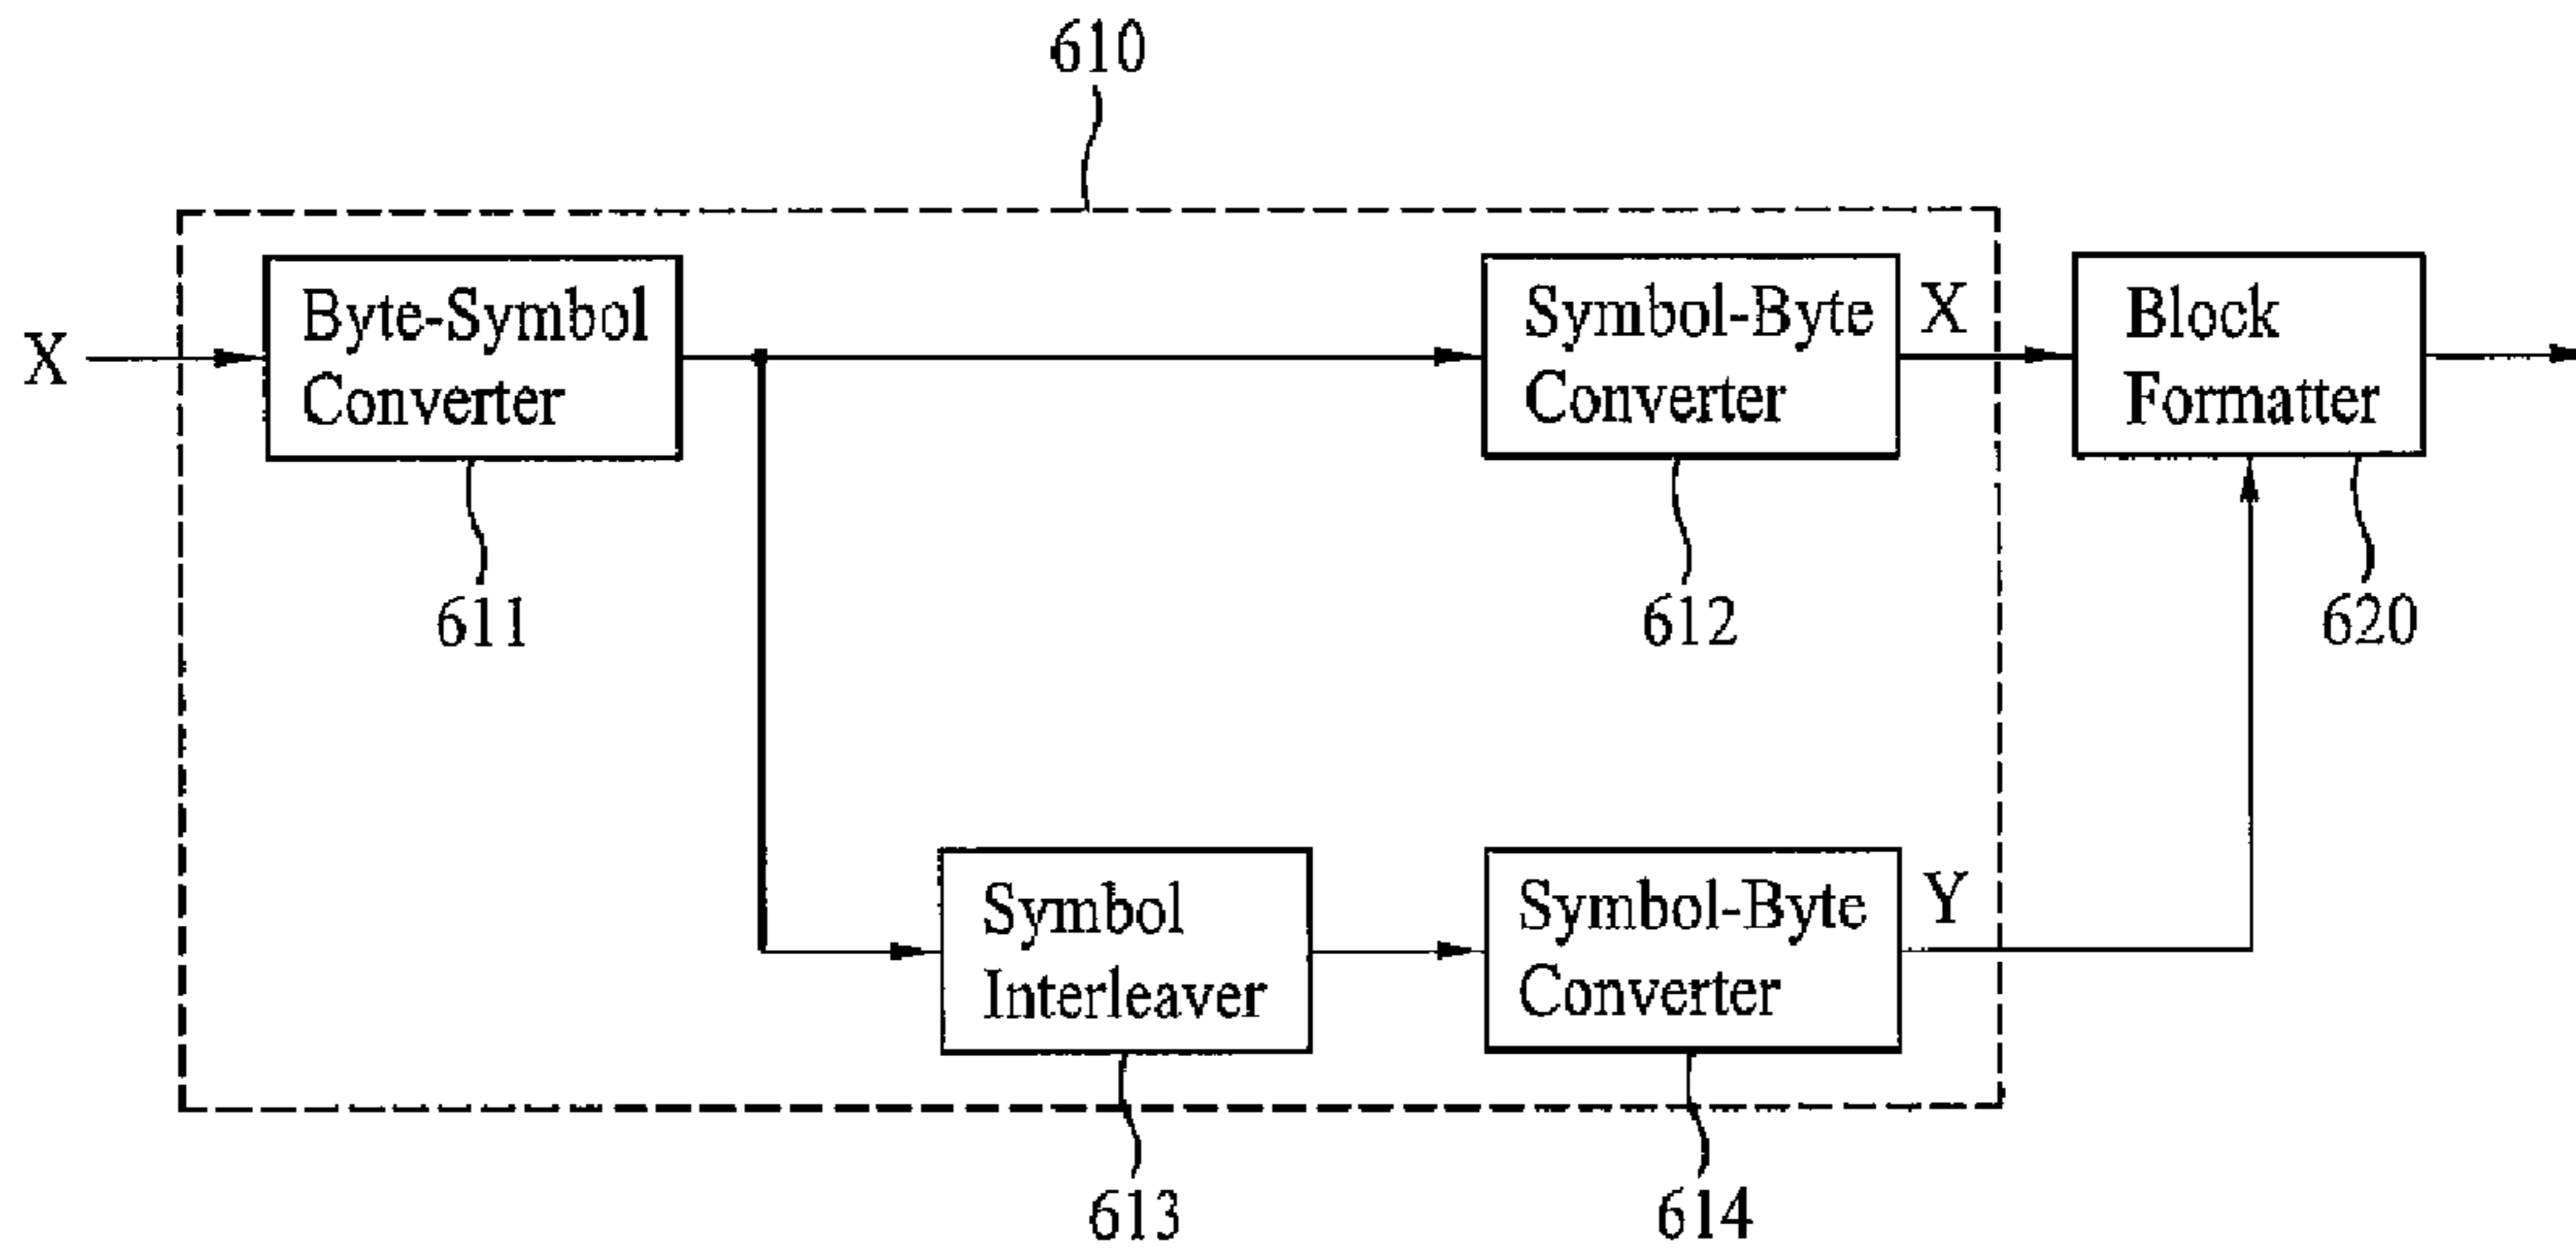 610
X
Byte-Symbol
Converter
611
Symbol-Byte
Converter
612
X
Block
Formatter
620
Symbol
Interleaver
613
Symbol-Byte
Converter
614
Y